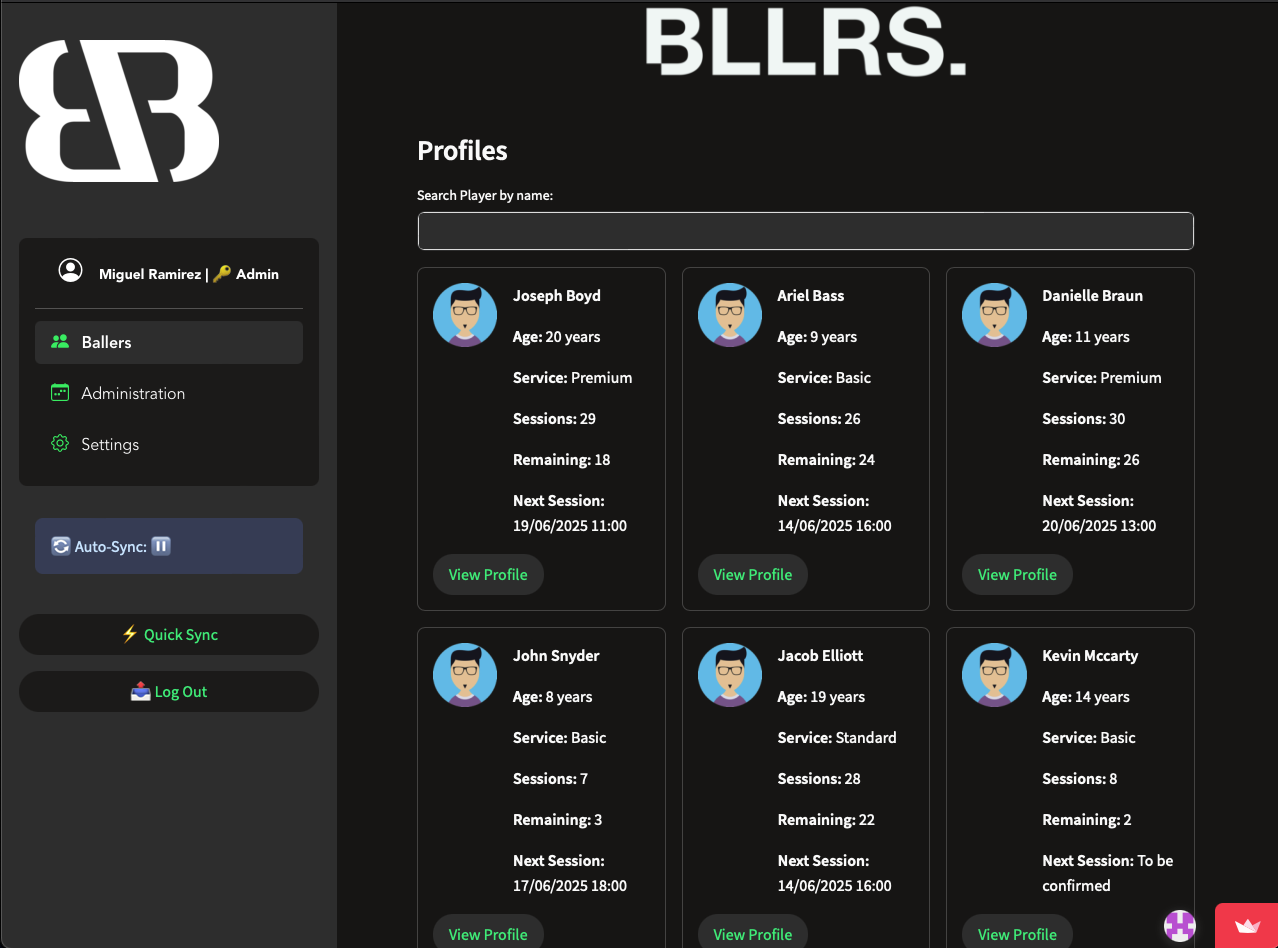 BLLRS.
Miguel Ramirez | 🔑 Admin
Ballers
Administration
Settings
🔄 Auto-Sync: ⏸
⚡ Quick Sync
📤 Log Out
Profiles
Search Player by name:
Joseph Boyd
Age: 20 years
Service: Premium
Sessions: 29
Remaining: 18
Next Session:
19/06/2025 11:00
View Profile
Ariel Bass
Age: 9 years
Service: Basic
Sessions: 26
Remaining: 24
Next Session:
14/06/2025 16:00
View Profile
Danielle Braun
Age: 11 years
Service: Premium
Sessions: 30
Remaining: 26
Next Session:
20/06/2025 13:00
View Profile
John Snyder
Age: 8 years
Service: Basic
Sessions: 7
Remaining: 3
Next Session:
17/06/2025 18:00
View Profile
Jacob Elliott
Age: 19 years
Service: Standard
Sessions: 28
Remaining: 22
Next Session:
14/06/2025 16:00
View Profile
Kevin Mccarty
Age: 14 years
Service: Basic
Sessions: 8
Remaining: 2
Next Session: To be
confirmed
View Profile